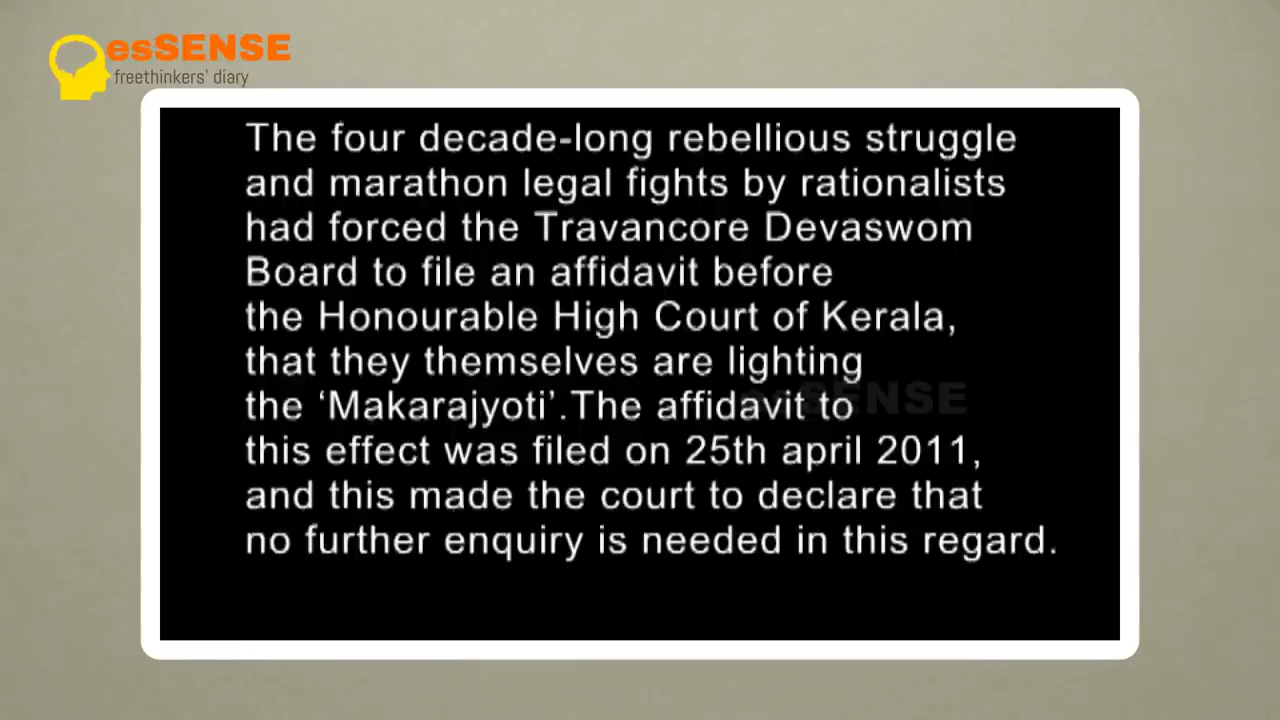 esSENSE
freethinkers' diary
The four decade-long rebellious struggle
and marathon legal fights by rationalists
had forced the Travancore Devaswom
Board to file an affidavit before
the Honourable High Court of Kerala,
that they themselves are lighting
the ‘Makarajyoti’.The affidavit to
esSENSE
this effect was filed on 25th april 2011,
and this made the court to declare that
no further enquiry is needed in this regard.